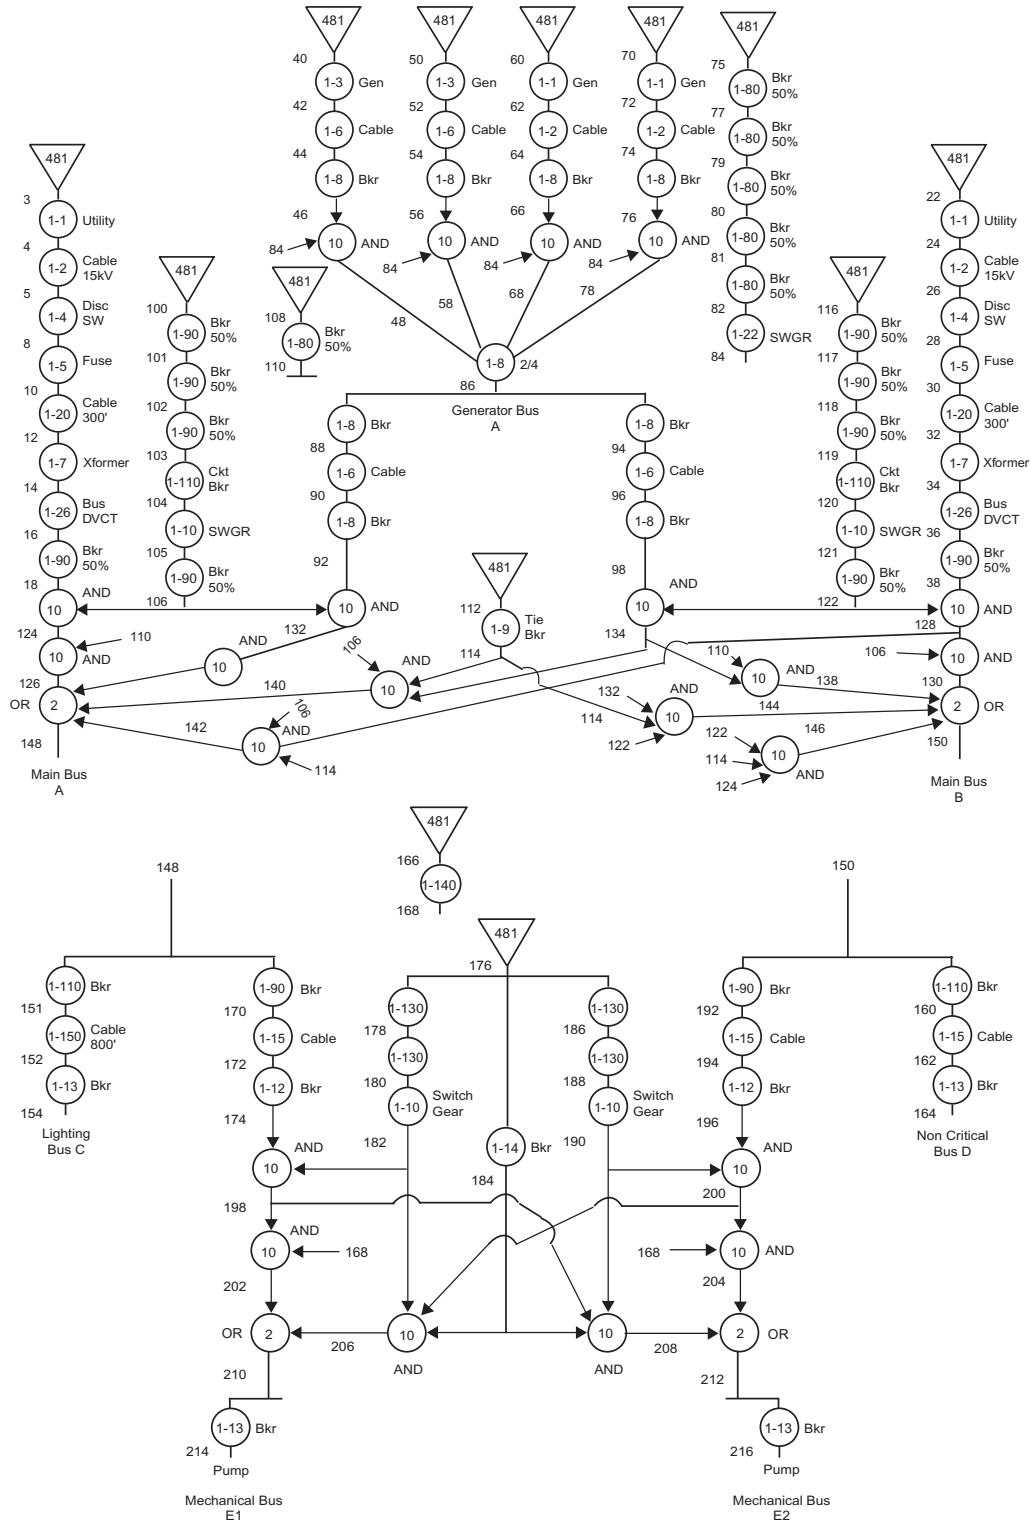 481
481
481
481
481
40
50
60
70
75
1-3 Gen
1-3 Gen
1-1 Gen
1-1 Gen
1-80 Bkr
50%
42
52
62
72
77
1-6 Cable
1-6 Cable
1-2 Cable
1-2 Cable
1-80 Bkr
50%
44
54
64
74
79
1-8 Bkr
1-8 Bkr
1-8 Bkr
1-8 Bkr
1-80 Bkr
50%
46
56
66
76
80
84 10 AND
84 10 AND
84 10 AND
84 10 AND
1-80 Bkr
50%
81
1-80 Bkr
50%
82
1-22 SWGR
84
48
58
68
78
481
108
1-80 Bkr
50%
110
1-8 2/4
86
Generator Bus
A
481
3
1-1 Utility
4
1-2 Cable
15kV
5
1-4 Disc
SW
8
1-5 Fuse
10
1-20 Cable
300'
12
1-7 Xformer
14
1-26 Bus
DVCT
16
1-90 Bkr
50%
18
10 AND
124
10 AND
110
126
OR 2
148
Main Bus
A
481
100
1-90 Bkr
50%
101
1-90 Bkr
50%
102
1-90 Bkr
50%
103
1-110 Ckt
Bkr
104
1-10 SWGR
105
1-90 Bkr
50%
106
1-8 Bkr
88
1-6 Cable
90
1-8 Bkr
92
10 AND
132
AND
10
1-8 Bkr
94
1-6 Cable
96
1-8 Bkr
98
AND
10
134
481
112
1-9 Tie
Bkr
114
106
AND
10
140
142
106
10 AND
114
110
10 AND
138
132
AND
10
114
122
144
146
122
114
124
10
AND
481
116
1-90 Bkr
50%
117
1-90 Bkr
50%
118
1-90 Bkr
50%
119
1-110 Ckt
Bkr
120
1-10 SWGR
121
1-90 Bkr
50%
122
481
22
1-1 Utility
24
1-2 Cable
15kV
26
1-4 Disc
SW
28
1-5 Fuse
30
1-20 Cable
300'
32
1-7 Xformer
34
1-26 Bus
DVCT
36
1-90 Bkr
50%
38
10 AND
128
106
10 AND
130
2 OR
150
Main Bus
B
481
166
1-140
168
148
1-110 Bkr
151
1-150 Cable
800'
152
1-13 Bkr
154
Lighting
Bus C
1-90 Bkr
170
1-15 Cable
172
1-12 Bkr
174
AND
10
198
AND
10
168
202
OR 2
210
1-13 Bkr
214
Pump
Mechanical Bus
E1
481
176
1-130
178
1-130
180
1-10 Switch
Gear
182
1-14 Bkr
184
1-130
186
1-130
188
1-10 Switch
Gear
190
206
10
AND
10
AND
208
150
1-90 Bkr
192
1-15 Cable
194
1-12 Bkr
196
AND
10
200
168
10 AND
204
2 OR
212
1-13 Bkr
216
Pump
Mechanical Bus
E2
1-110 Bkr
160
1-15 Cable
162
1-13 Bkr
164
Non Critical
Bus D